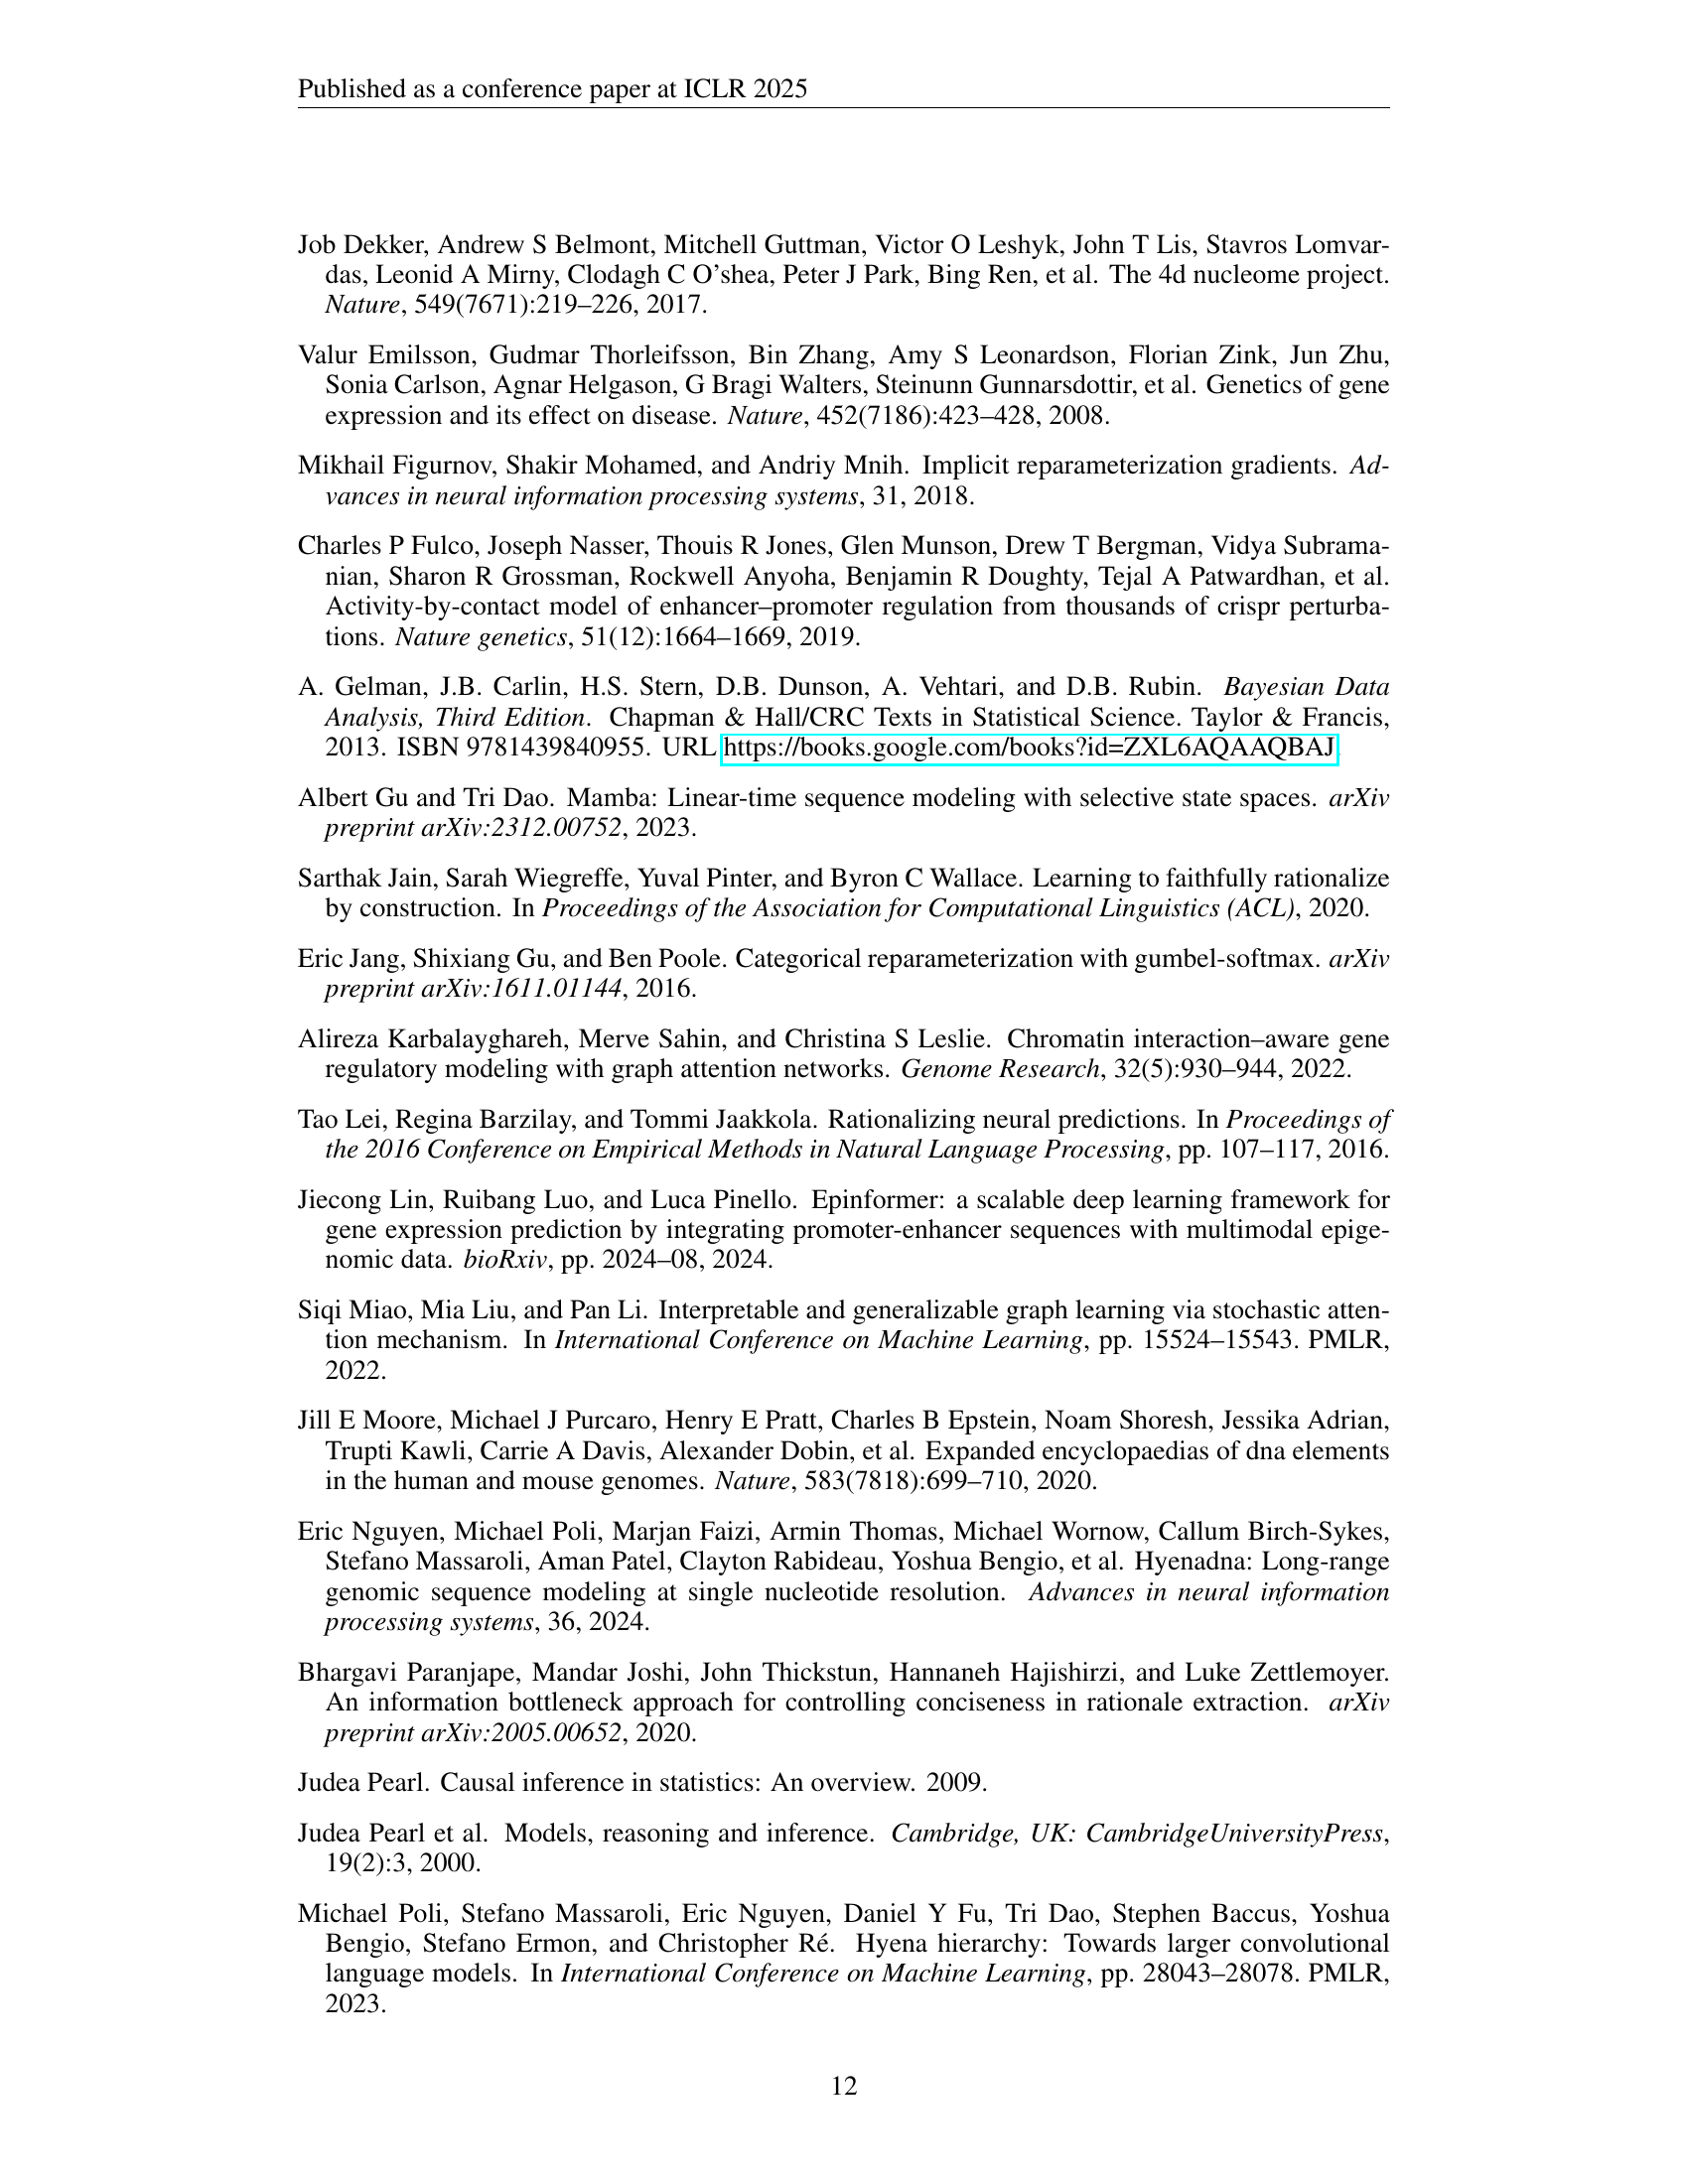 Published as a conference paper at ICLR 2025
Job Dekker, Andrew S Belmont, Mitchell Guttman, Victor O Leshyk, John T Lis, Stavros Lomvar-
das, Leonid A Mirny, Clodagh C O’shea, Peter J Park, Bing Ren, et al. The 4d nucleome project.
Nature, 549(7671):219–226, 2017.
Valur Emilsson, Gudmar Thorleifsson, Bin Zhang, Amy S Leonardson, Florian Zink, Jun Zhu,
Sonia Carlson, Agnar Helgason, G Bragi Walters, Steinunn Gunnarsdottir, et al. Genetics of gene
expression and its effect on disease. Nature, 452(7186):423–428, 2008.
Mikhail Figurnov, Shakir Mohamed, and Andriy Mnih. Implicit reparameterization gradients. Ad-
vances in neural information processing systems, 31, 2018.
Charles P Fulco, Joseph Nasser, Thouis R Jones, Glen Munson, Drew T Bergman, Vidya Subrama-
nian, Sharon R Grossman, Rockwell Anyoha, Benjamin R Doughty, Tejal A Patwardhan, et al.
Activity-by-contact model of enhancer–promoter regulation from thousands of crispr perturba-
tions. Nature genetics, 51(12):1664–1669, 2019.
A. Gelman, J.B. Carlin, H.S. Stern, D.B. Dunson, A. Vehtari, and D.B. Rubin. Bayesian Data
Analysis, Third Edition. Chapman & Hall/CRC Texts in Statistical Science. Taylor & Francis,
2013. ISBN 9781439840955. URL https://books.google.com/books?id=ZXL6AQAAQBAJ.
Albert Gu and Tri Dao. Mamba: Linear-time sequence modeling with selective state spaces. arXiv
preprint arXiv:2312.00752, 2023.
Sarthak Jain, Sarah Wiegreffe, Yuval Pinter, and Byron C Wallace. Learning to faithfully rationalize
by construction. In Proceedings of the Association for Computational Linguistics (ACL), 2020.
Eric Jang, Shixiang Gu, and Ben Poole. Categorical reparameterization with gumbel-softmax. arXiv
preprint arXiv:1611.01144, 2016.
Alireza Karbalayghareh, Merve Sahin, and Christina S Leslie. Chromatin interaction–aware gene
regulatory modeling with graph attention networks. Genome Research, 32(5):930–944, 2022.
Tao Lei, Regina Barzilay, and Tommi Jaakkola. Rationalizing neural predictions. In Proceedings of
the 2016 Conference on Empirical Methods in Natural Language Processing, pp. 107–117, 2016.
Jiecong Lin, Ruibang Luo, and Luca Pinello. Epinformer: a scalable deep learning framework for
gene expression prediction by integrating promoter-enhancer sequences with multimodal epige-
nomic data. bioRxiv, pp. 2024–08, 2024.
Siqi Miao, Mia Liu, and Pan Li. Interpretable and generalizable graph learning via stochastic atten-
tion mechanism. In International Conference on Machine Learning, pp. 15524–15543. PMLR,
2022.
Jill E Moore, Michael J Purcaro, Henry E Pratt, Charles B Epstein, Noam Shoresh, Jessika Adrian,
Trupti Kawli, Carrie A Davis, Alexander Dobin, et al. Expanded encyclopaedias of dna elements
in the human and mouse genomes. Nature, 583(7818):699–710, 2020.
Eric Nguyen, Michael Poli, Marjan Faizi, Armin Thomas, Michael Wornow, Callum Birch-Sykes,
Stefano Massaroli, Aman Patel, Clayton Rabideau, Yoshua Bengio, et al. Hyenadna: Long-range
genomic sequence modeling at single nucleotide resolution. Advances in neural information
processing systems, 36, 2024.
Bhargavi Paranjape, Mandar Joshi, John Thickstun, Hannaneh Hajishirzi, and Luke Zettlemoyer.
An information bottleneck approach for controlling conciseness in rationale extraction. arXiv
preprint arXiv:2005.00652, 2020.
Judea Pearl. Causal inference in statistics: An overview. 2009.
Judea Pearl et al. Models, reasoning and inference. Cambridge, UK: CambridgeUniversityPress,
19(2):3, 2000.
Michael Poli, Stefano Massaroli, Eric Nguyen, Daniel Y Fu, Tri Dao, Stephen Baccus, Yoshua
Bengio, Stefano Ermon, and Christopher Ré. Hyena hierarchy: Towards larger convolutional
language models. In International Conference on Machine Learning, pp. 28043–28078. PMLR,
2023.
12